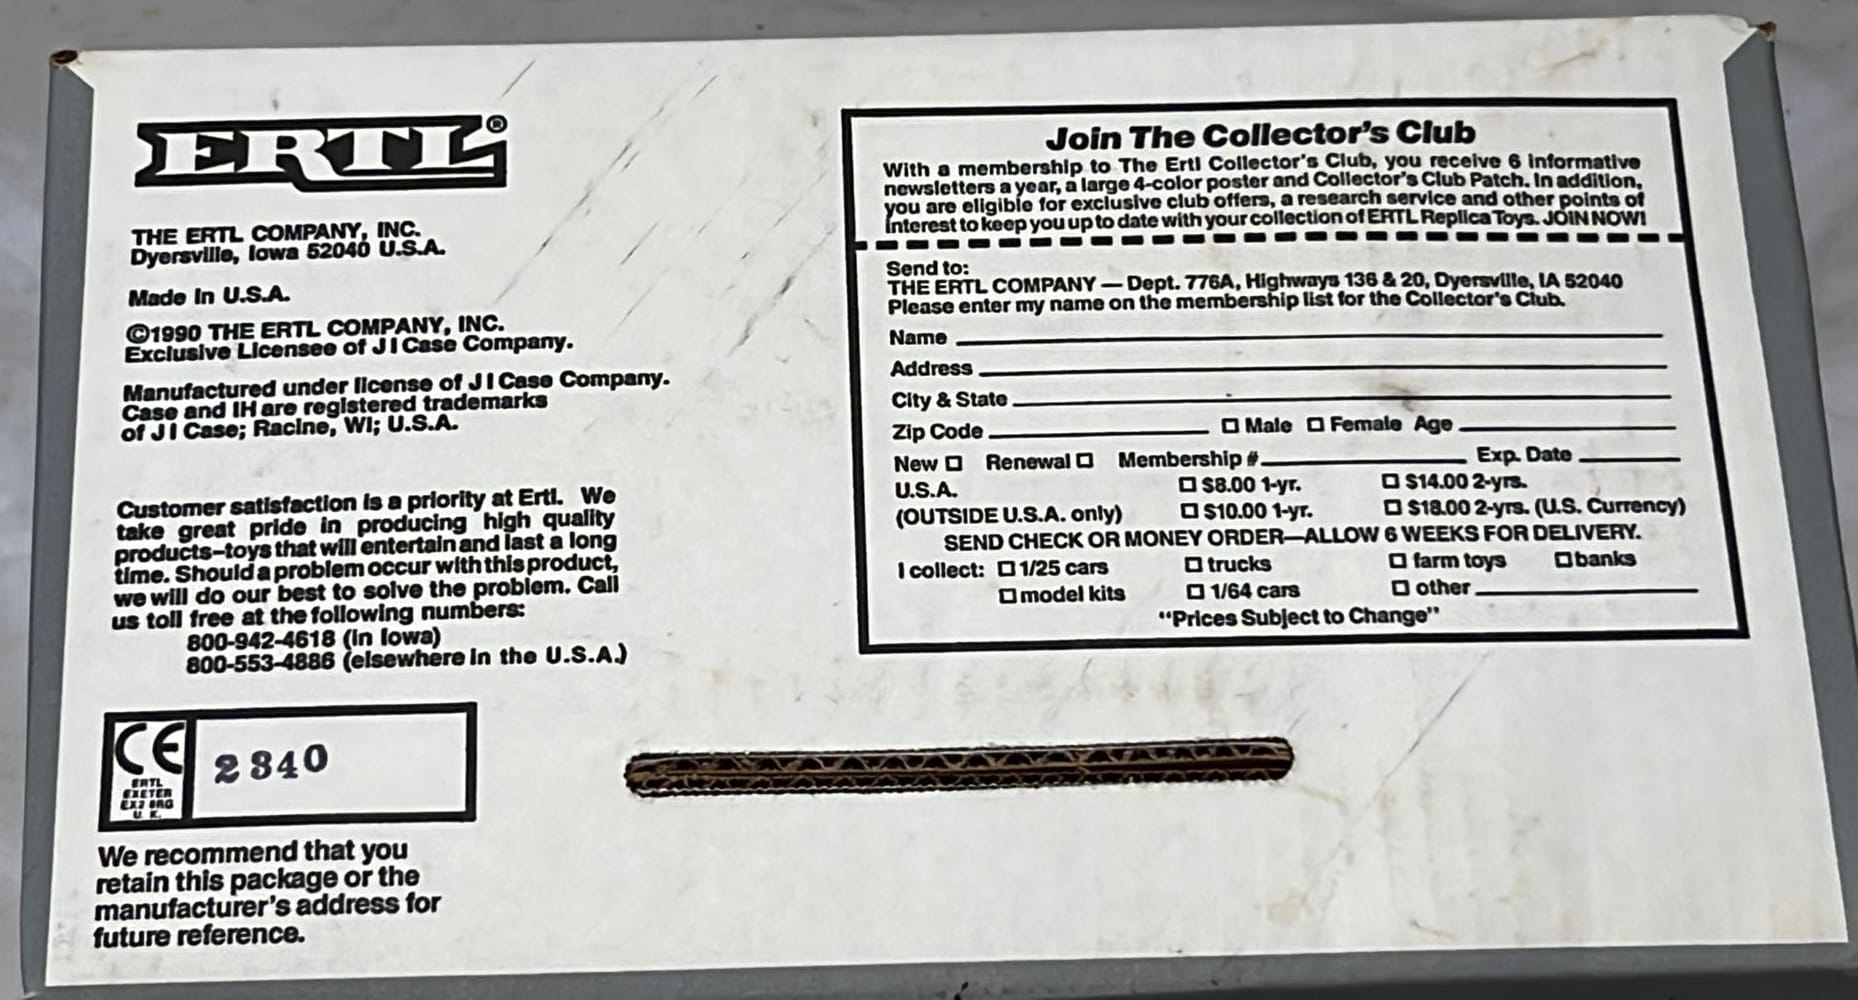 ERTL®
THE ERTL COMPANY, INC.
Dyersville, Iowa 52040 U.S.A.
Made in U.S.A.
©1990 THE ERTL COMPANY, INC.
Exclusive Licensee of J I Case Company.
Manufactured under license of J I Case Company.
Case and IH are registered trademarks
of J I Case; Racine, WI; U.S.A.
Customer satisfaction is a priority at Ertl. We
take great pride in producing high quality
products–toys that will entertain and last a long
time. Should a problem occur with this product,
we will do our best to solve the problem. Call
us toll free at the following numbers:
800-942-4618 (in Iowa)
800-553-4886 (elsewhere in the U.S.A.)
CE
2340
ERTL
EXETER
EX2
U.K.
We recommend that you
retain this package or the
manufacturer's address for
future reference.
Join The Collector's Club
With a membership to The Ertl Collector's Club, you receive 6 informative
newsletters a year, a large 4-color poster and Collector's Club Patch. In addition,
you are eligible for exclusive club offers, a research service and other points of
interest to keep you up to date with your collection of ERTL Replica Toys. JOIN NOW!
Send to:
THE ERTL COMPANY — Dept. 776A, Highways 136 & 20, Dyersville, IA 52040
Please enter my name on the membership list for the Collector's Club.
Name
Address
City & State
Zip Code ☐ Male ☐ Female Age
New ☐ Renewal ☐ Membership # Exp. Date
U.S.A. ☐ $8.00 1-yr. ☐ $14.00 2-yrs.
(OUTSIDE U.S.A. only) ☐ $10.00 1-yr. ☐ $18.00 2-yrs. (U.S. Currency)
SEND CHECK OR MONEY ORDER—ALLOW 6 WEEKS FOR DELIVERY.
I collect: ☐ 1/25 cars ☐ trucks ☐ farm toys ☐ banks
☐ model kits ☐ 1/64 cars ☐ other
"Prices Subject to Change"